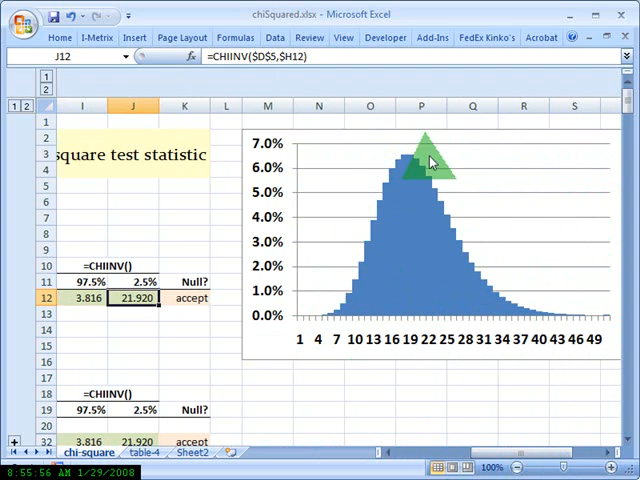 chiSquared.xlsx - Microsoft Excel
Home I-Metrix Insert Page Layout Formulas Data Review View Developer Add-Ins FedEx Kinko's Acrobat
J12 fx =CHIINV($D$5,$H12)
1
2
1 2 I J K L M N O P Q R S
1
2
3 square test statistic
4
5
6
7
8
9
10 =CHIINV()
11 97.5% 2.5% Null?
12 3.816 21.920 accept
13
14
15
16
17
18 =CHIINV()
19 97.5% 2.5% Null?
20
32 3.816 21.920 accept
7.0%
6.0%
5.0%
4.0%
3.0%
2.0%
1.0%
0.0%
1 4 7 10 13 16 19 22 25 28 31 34 37 40 43 46 49
chi-square table-4 Sheet2
100%
8:55:56 AM 1/29/2008